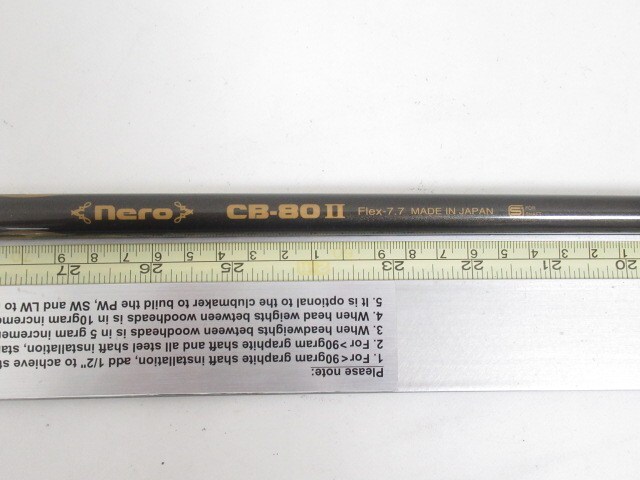 nero CB-80 II Flex-7.7 MADE IN JAPAN S
27 26 25 23 22 21 20
Please note:
1. For<90gram graphite shaft installation, add 1/2" to achieve
2. For>90gram graphite shaft and all steel shaft installation,
3. When headweights between woodheads is in 5 gram
4. When head weights between woodheads is in 10gram
5. It is optional to the clubmaker to build the PW, SW and LW to